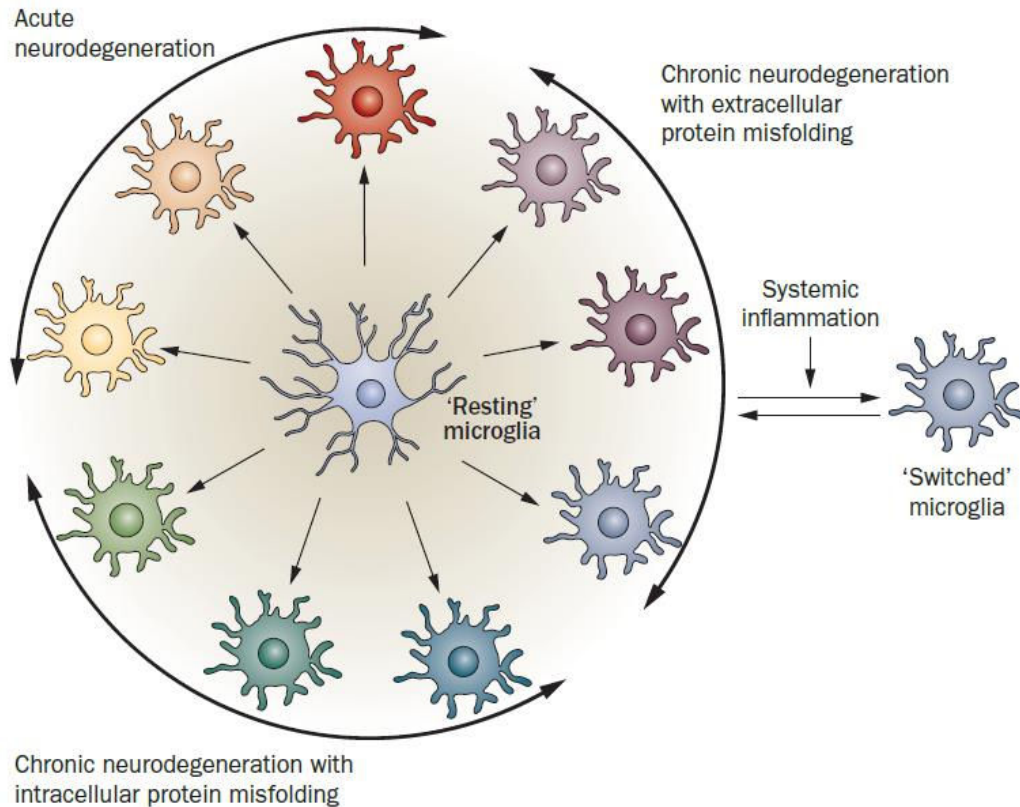 Acute
neurodegeneration
Chronic neurodegeneration
with extracellular
protein misfolding
Systemic
inflammation
‘Resting’
microglia
‘Switched’
microglia
Chronic neurodegeneration with
intracellular protein misfolding